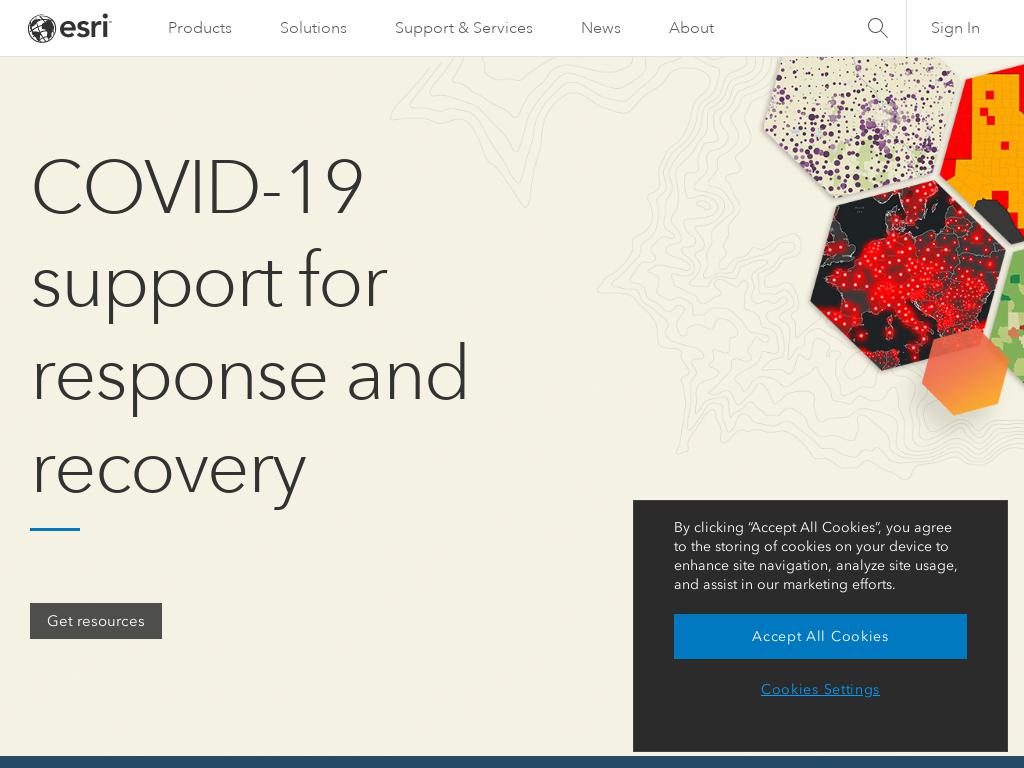 esri
Products
Solutions
Support & Services
News
About
Sign In
COVID-19
support for
response and
recovery
Get resources
By clicking “Accept All Cookies”, you agree
to the storing of cookies on your device to
enhance site navigation, analyze site usage,
and assist in our marketing efforts.
Accept All Cookies
Cookies Settings